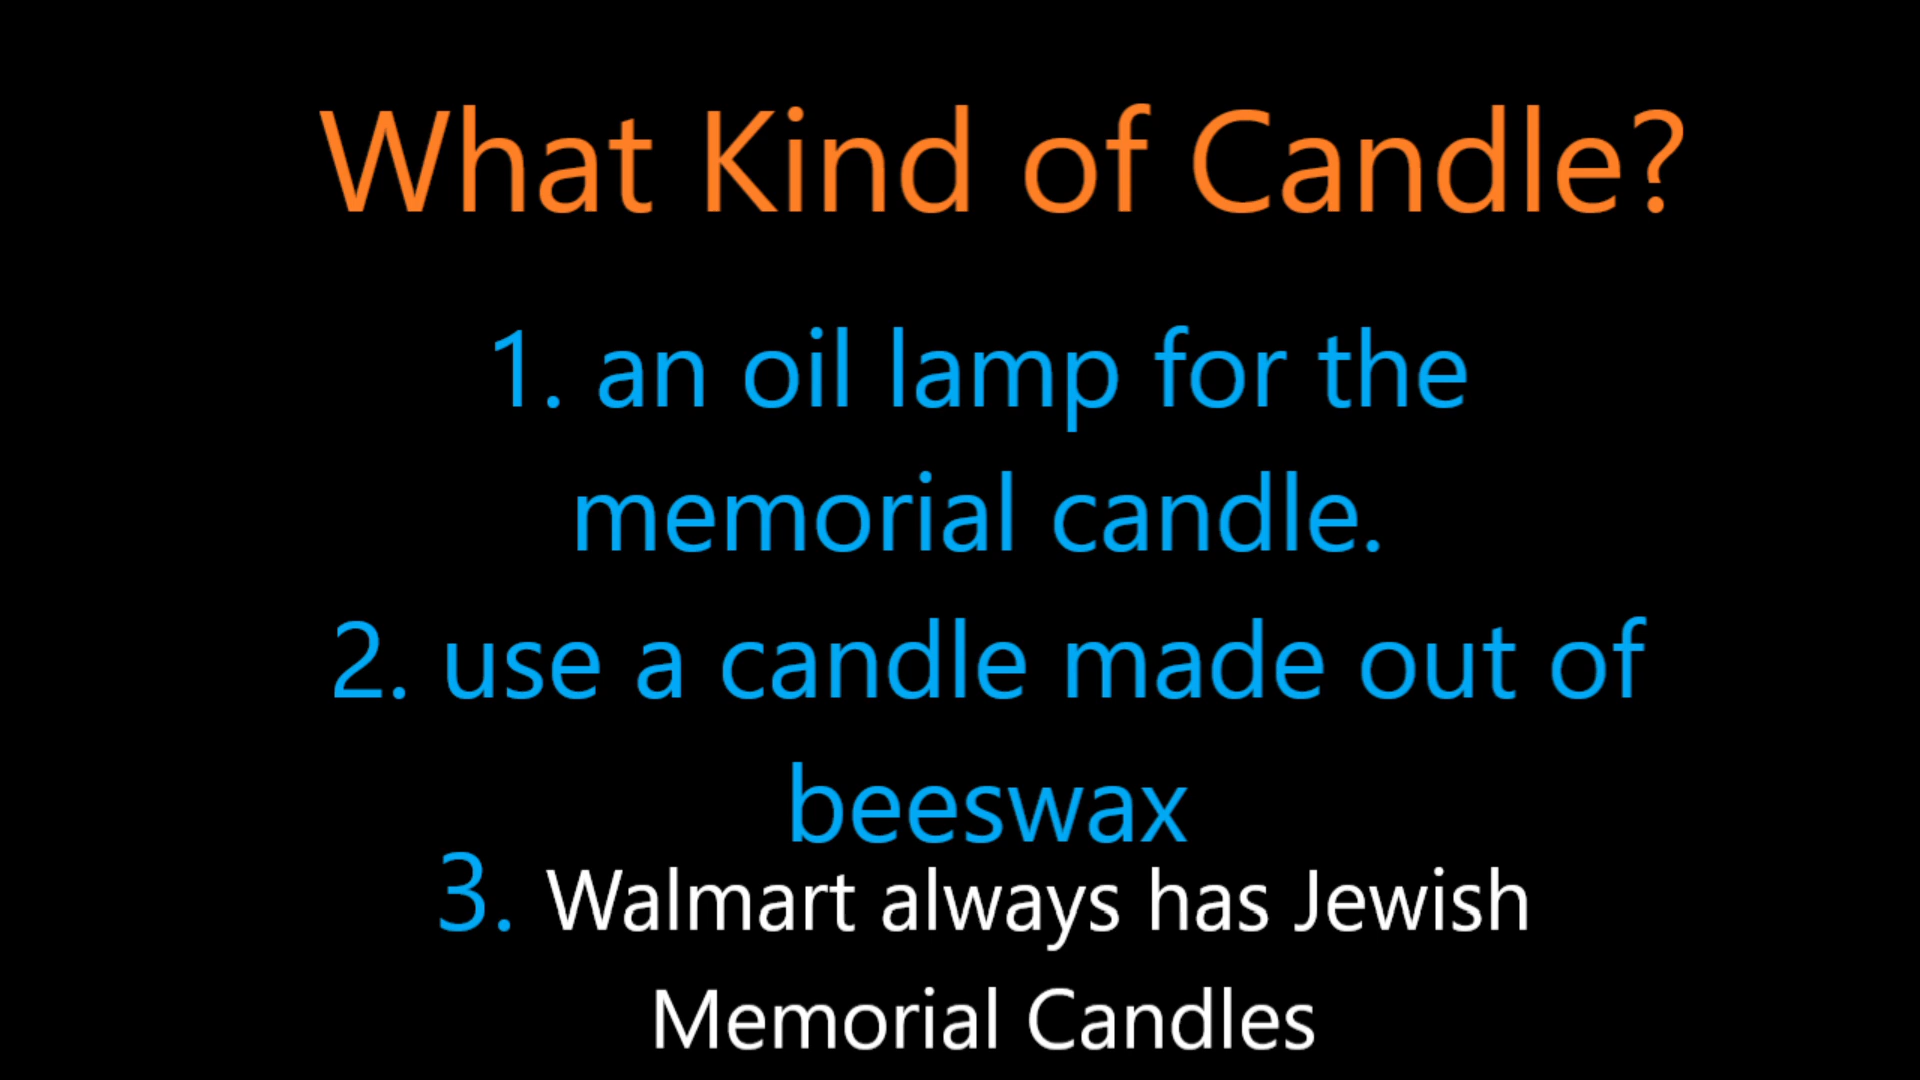 What Kind of Candle?
1. an oil lamp for the
memorial candle.
2. use a candle made out of
beeswax
3. Walmart always has Jewish
Memorial Candles